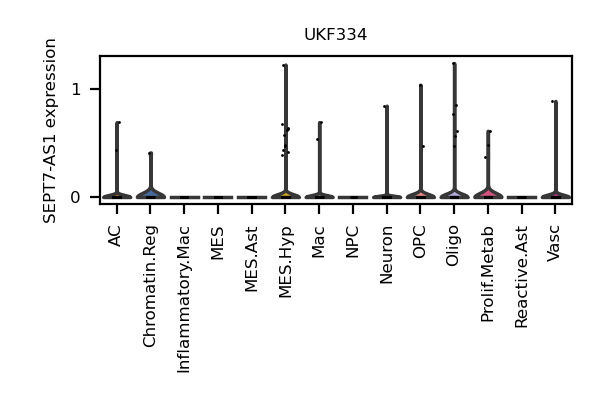 UKF334
SEPT7-AS1 expression
1
0
AC
Chromatin.Reg
Inflammatory.Mac
MES
MES.Ast
MES.Hyp
Mac
NPC
Neuron
OPC
Oligo
Prolif.Metab
Reactive.Ast
Vasc